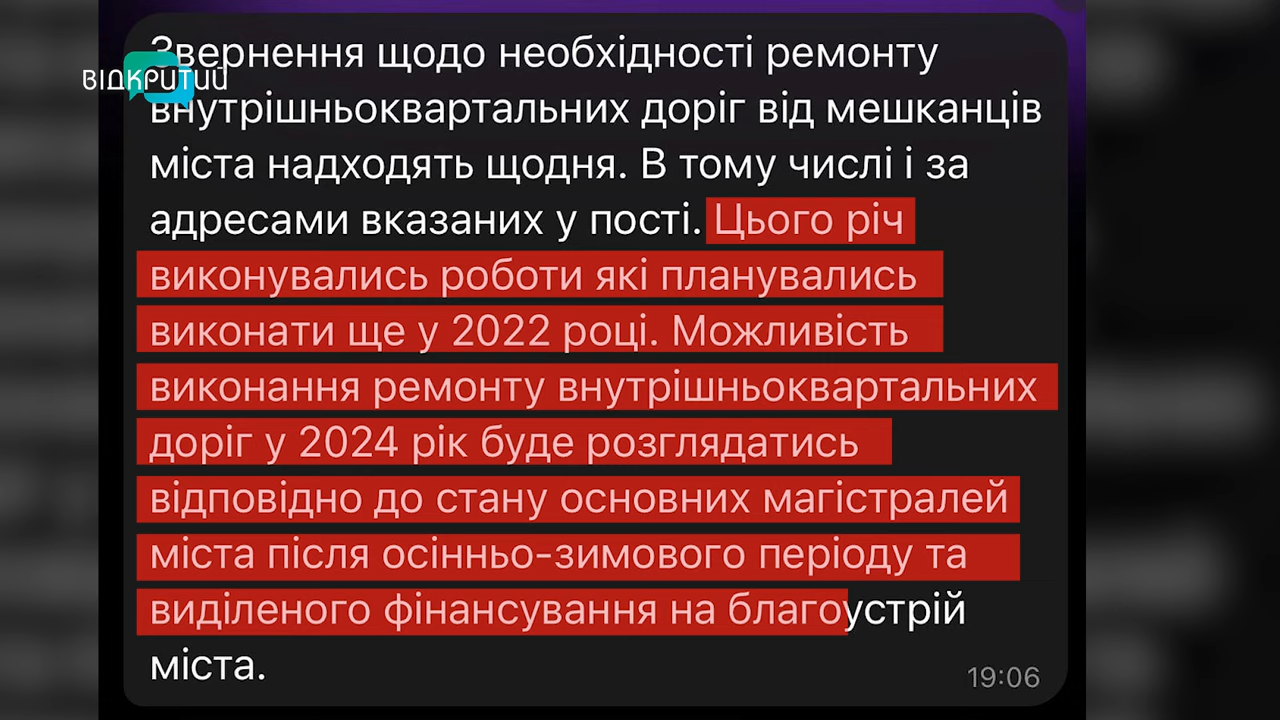 Звернення щодо необхідності ремонту
ВІДКРИТИЙ
внутрішньоквартальних доріг від мешканців
міста надходять щодня. В тому числі і за
адресами вказаних у пості. Цього річ
виконувались роботи які планувались
виконати ще у 2022 році. Можливість
виконання ремонту внутрішньоквартальних
доріг у 2024 рік буде розглядатись
відповідно до стану основних магістралей
міста після осінньо-зимового періоду та
виділеного фінансування на благоустрій
міста.
19:06